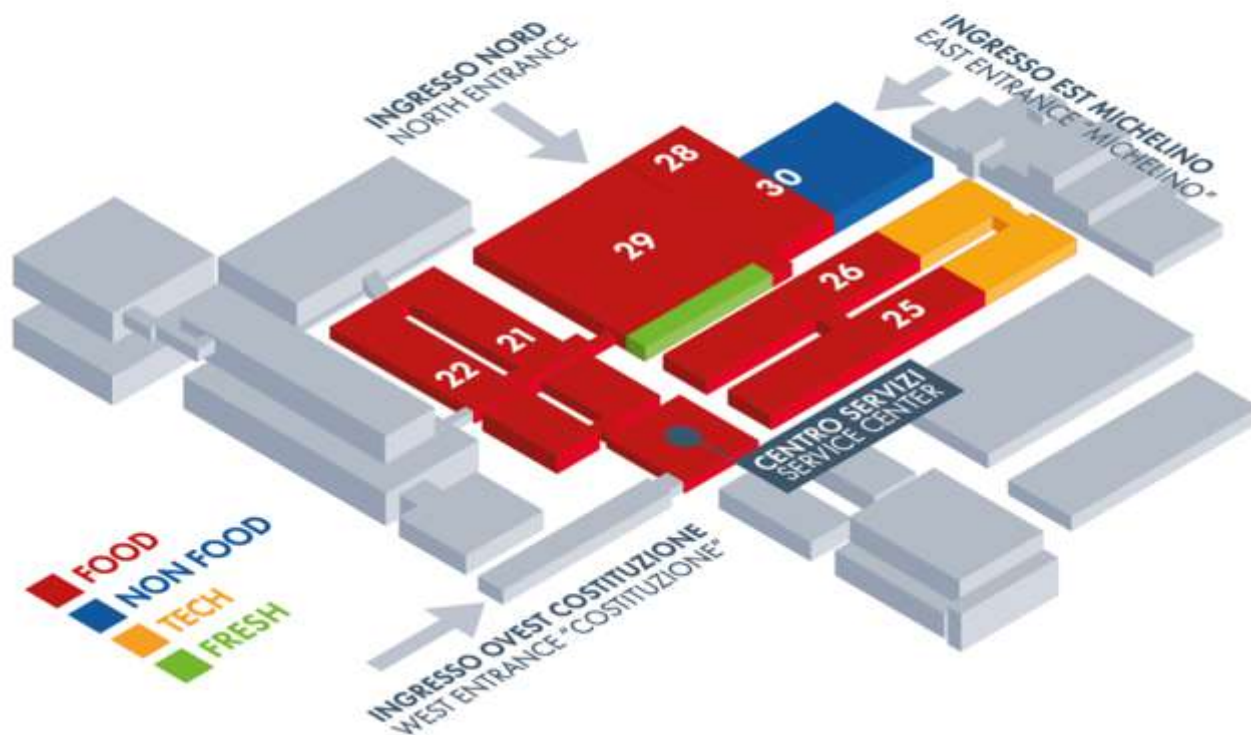 INGRESSO NORD
NORTH ENTRANCE
INGRESSO EST MICHELINO
EAST ENTRANCE "MICHELINO"
28
30
29
26
25
21
22
CENTRO SERVIZI
SERVICE CENTER
FOOD
NON FOOD
TECH
FRESH
INGRESSO OVEST COSTITUZIONE
WEST ENTRANCE "COSTITUZIONE"